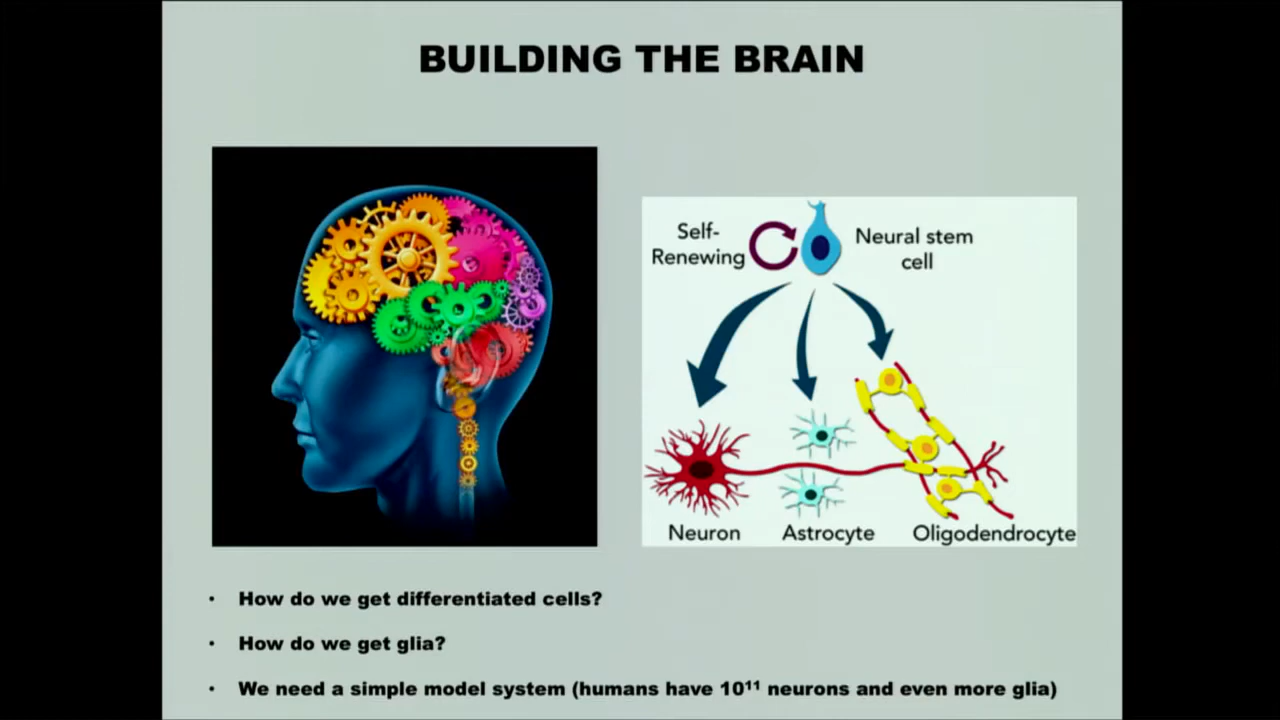 BUILDING THE BRAIN
Self-
Renewing
Neural stem
cell
Neuron
Astrocyte
Oligodendrocyte
• How do we get differentiated cells?
• How do we get glia?
• We need a simple model system (humans have 10¹¹ neurons and even more glia)